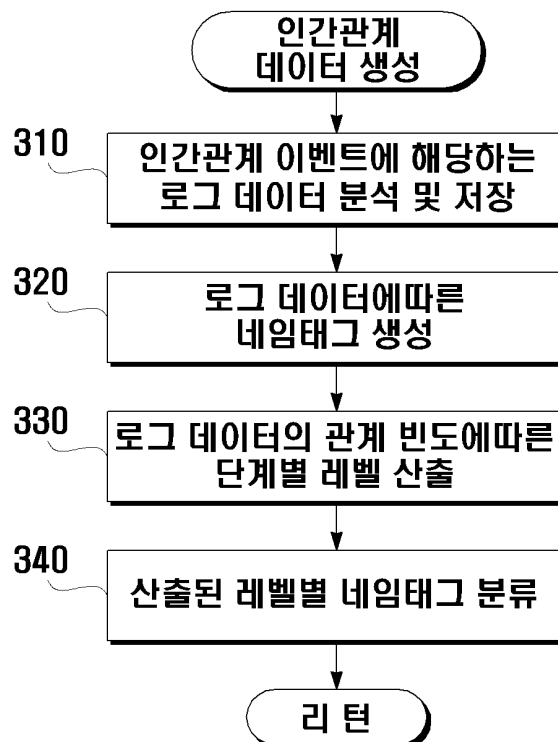 인간관계
데이터 생성
310
인간관계 이벤트에 해당하는
로그 데이터 분석 및 저장
320
로그 데이터에따른
네임태그 생성
330
로그 데이터의 관계 빈도에따른
단계별 레벨 산출
340
산출된 레벨별 네임태그 분류
리 턴